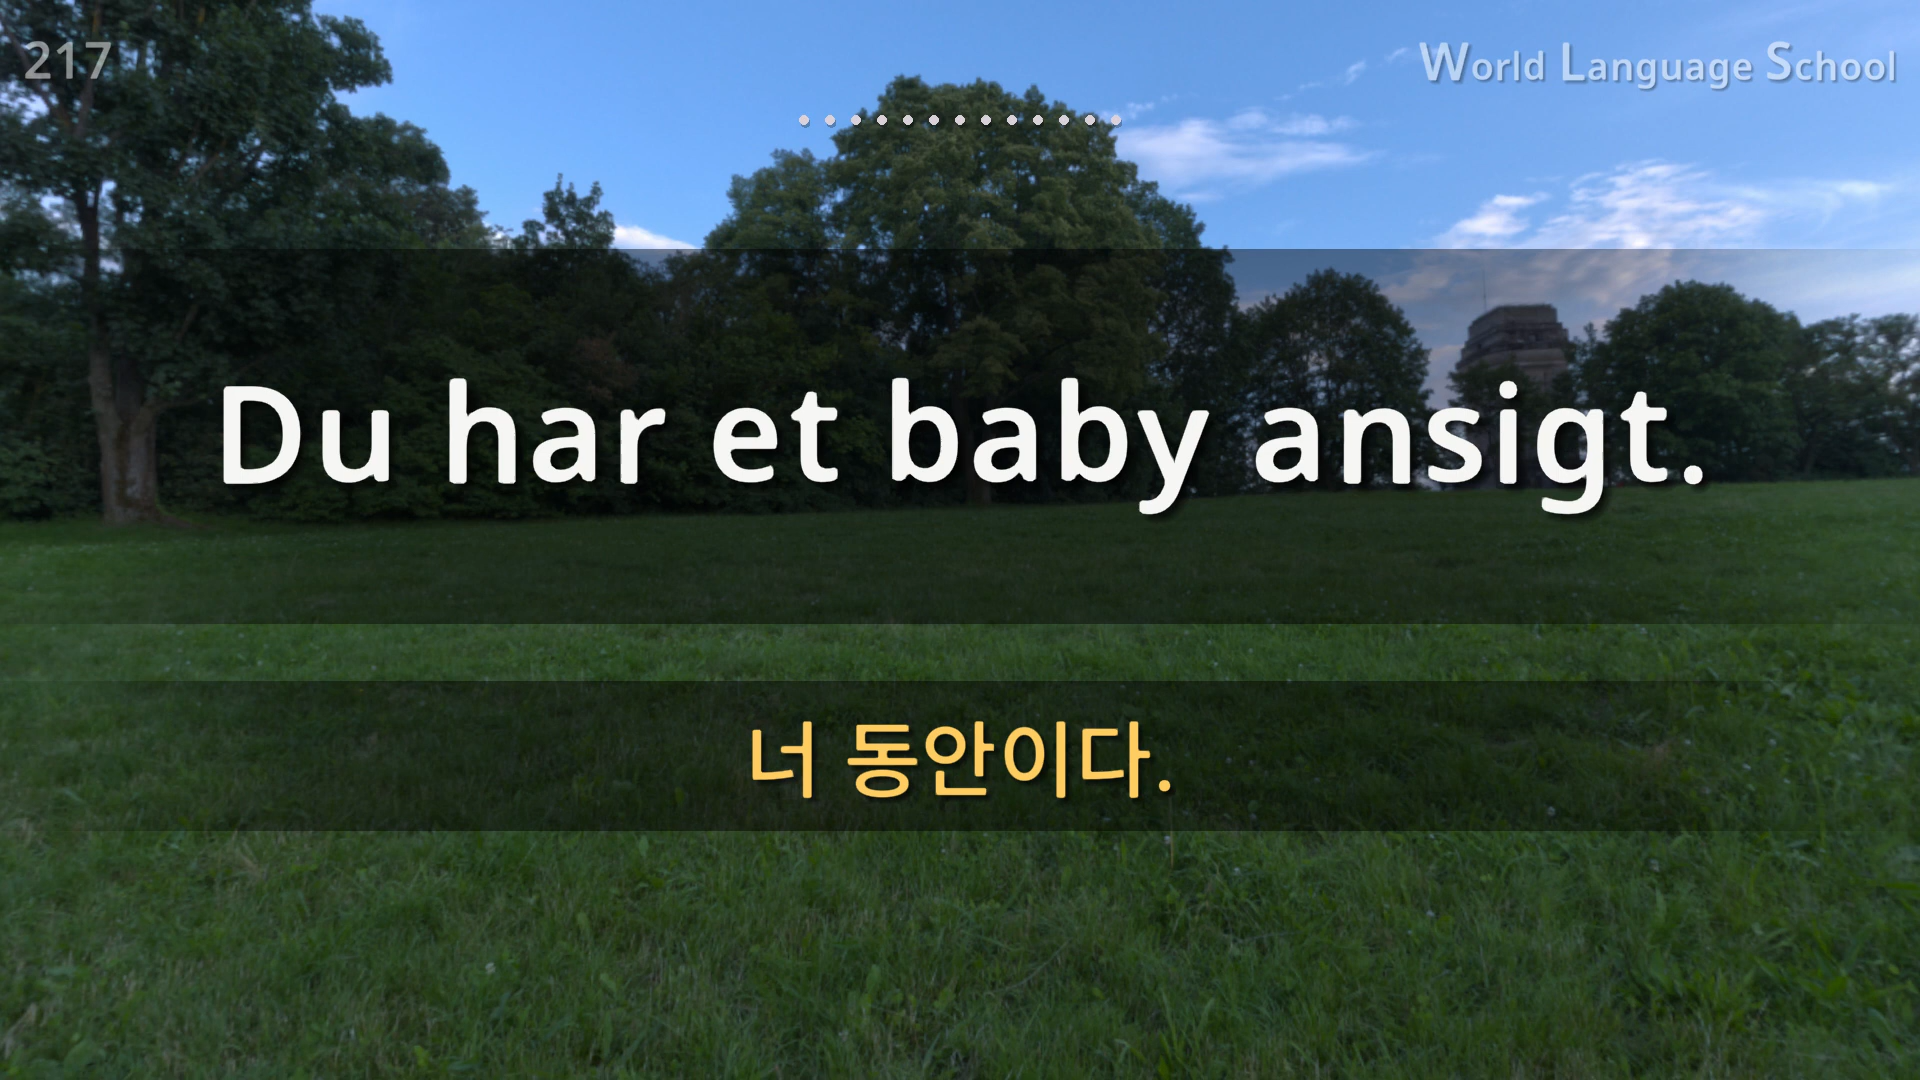 217
World Language School
Du har et baby ansigt.
너 동안이다.